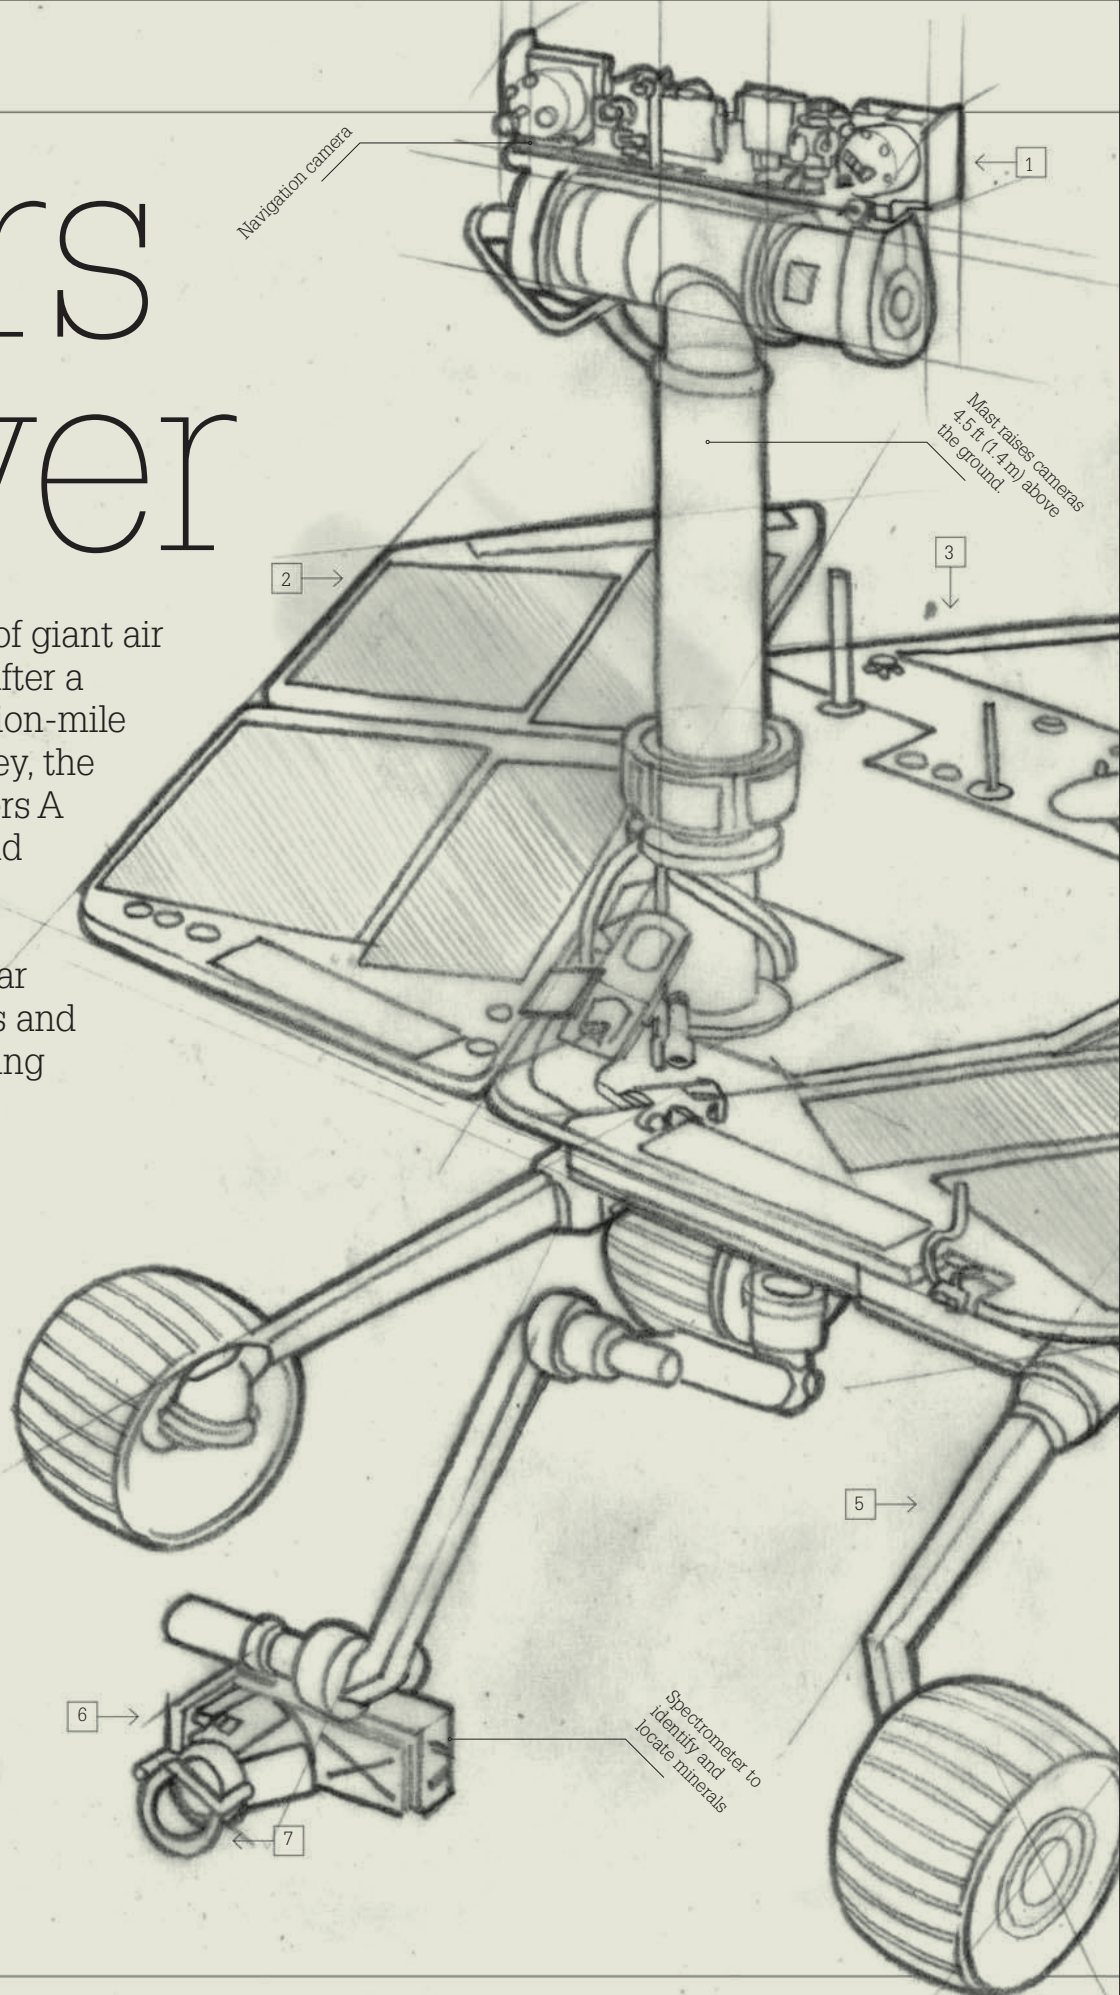 rs
ver
of giant air
fter a
ion-mile
ey, the
rs A
d
ar
s and
ng
Navigation camera
1
Mast raises cameras
4.5 ft (1.4 m) above
the ground.
2
3
5
6
Spectrometer to
identify and
locate minerals
7